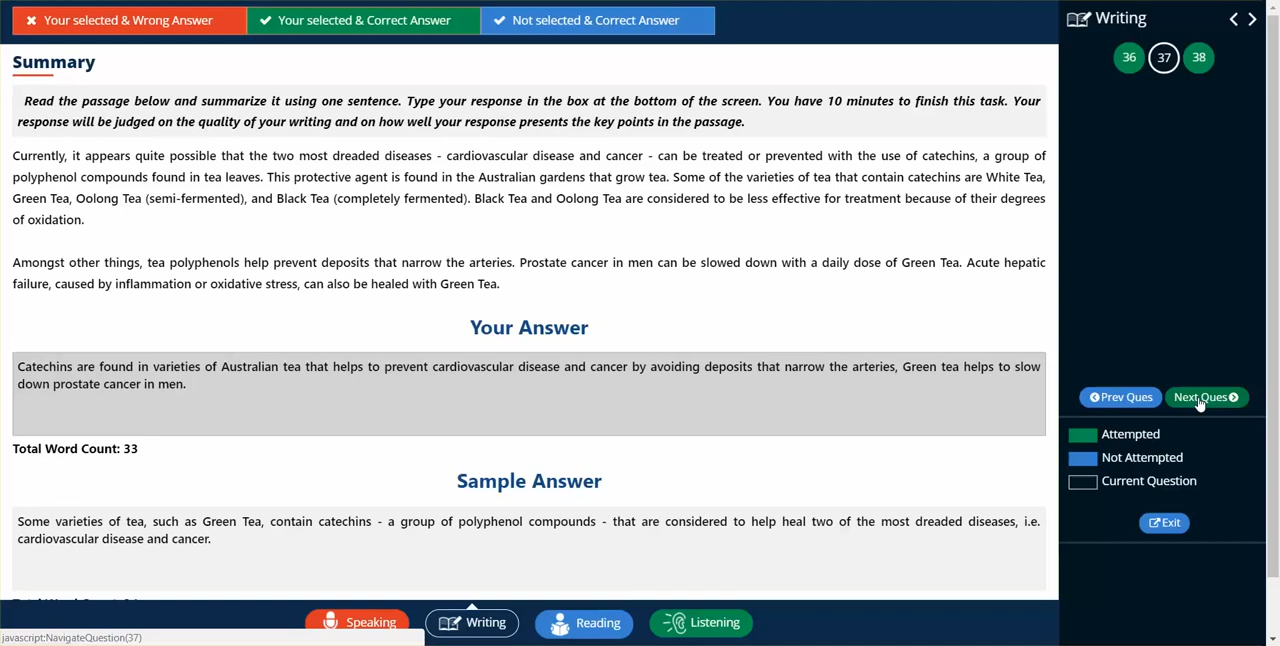 Your selected & Wrong Answer
Your selected & Correct Answer
Not selected & Correct Answer
Writing
36
37
38
Summary
Read the passage below and summarize it using one sentence. Type your response in the box at the bottom of the screen. You have 10 minutes to finish this task. Your
response will be judged on the quality of your writing and on how well your response presents the key points in the passage.
Currently, it appears quite possible that the two most dreaded diseases - cardiovascular disease and cancer - can be treated or prevented with the use of catechins, a group of
polyphenol compounds found in tea leaves. This protective agent is found in the Australian gardens that grow tea. Some of the varieties of tea that contain catechins are White Tea,
Green Tea, Oolong Tea (semi-fermented), and Black Tea (completely fermented). Black Tea and Oolong Tea are considered to be less effective for treatment because of their degrees
of oxidation.
Amongst other things, tea polyphenols help prevent deposits that narrow the arteries. Prostate cancer in men can be slowed down with a daily dose of Green Tea. Acute hepatic
failure, caused by inflammation or oxidative stress, can also be healed with Green Tea.
Your Answer
Catechins are found in varieties of Australian tea that helps to prevent cardiovascular disease and cancer by avoiding deposits that narrow the arteries, Green tea helps to slow
down prostate cancer in men.
Total Word Count: 33
Sample Answer
Some varieties of tea, such as Green Tea, contain catechins - a group of polyphenol compounds - that are considered to help heal two of the most dreaded diseases, i.e.
cardiovascular disease and cancer.
Prev Ques
Next Ques
Attempted
Not Attempted
Current Question
Exit
Speaking
Writing
Reading
Listening
javascript:NavigateQuestion(37)